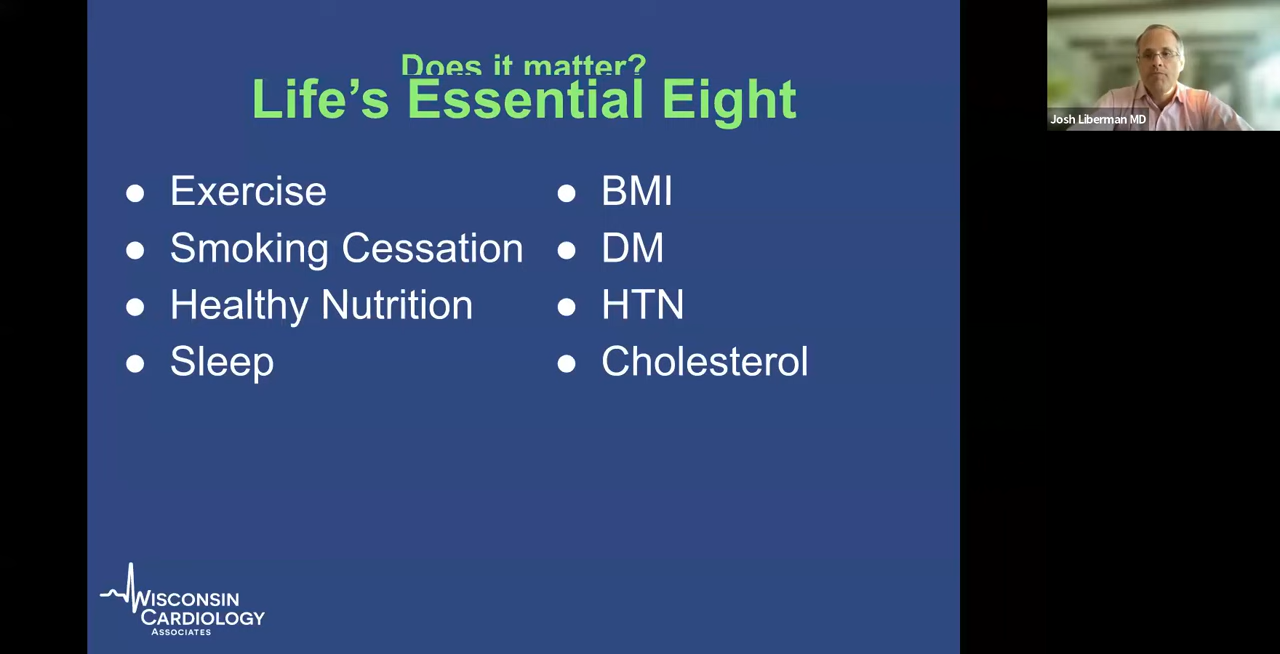 Does it matter?
Life's Essential Eight
● Exercise
● Smoking Cessation
● Healthy Nutrition
● Sleep
● BMI
● DM
● HTN
● Cholesterol
WISCONSIN
CARDIOLOGY
ASSOCIATES
Josh Liberman MD